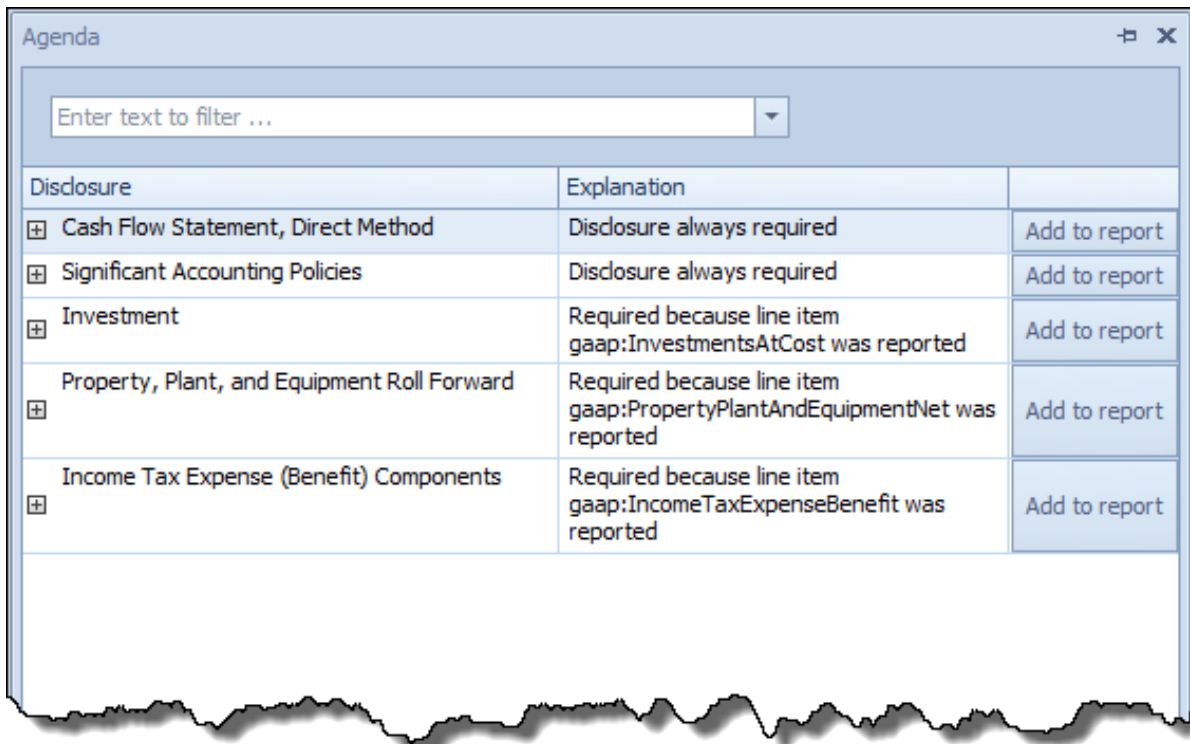 Agenda
Enter text to filter ...
Disclosure Explanation
Cash Flow Statement, Direct Method Disclosure always required Add to report
Significant Accounting Policies Disclosure always required Add to report
Investment Required because line item
gaap:InvestmentsAtCost was reported Add to report
Property, Plant, and Equipment Roll Forward Required because line item
gaap:PropertyPlantAndEquipmentNet was Add to report
reported
Income Tax Expense (Benefit) Components Required because line item
gaap:IncomeTaxExpenseBenefit was Add to report
reported